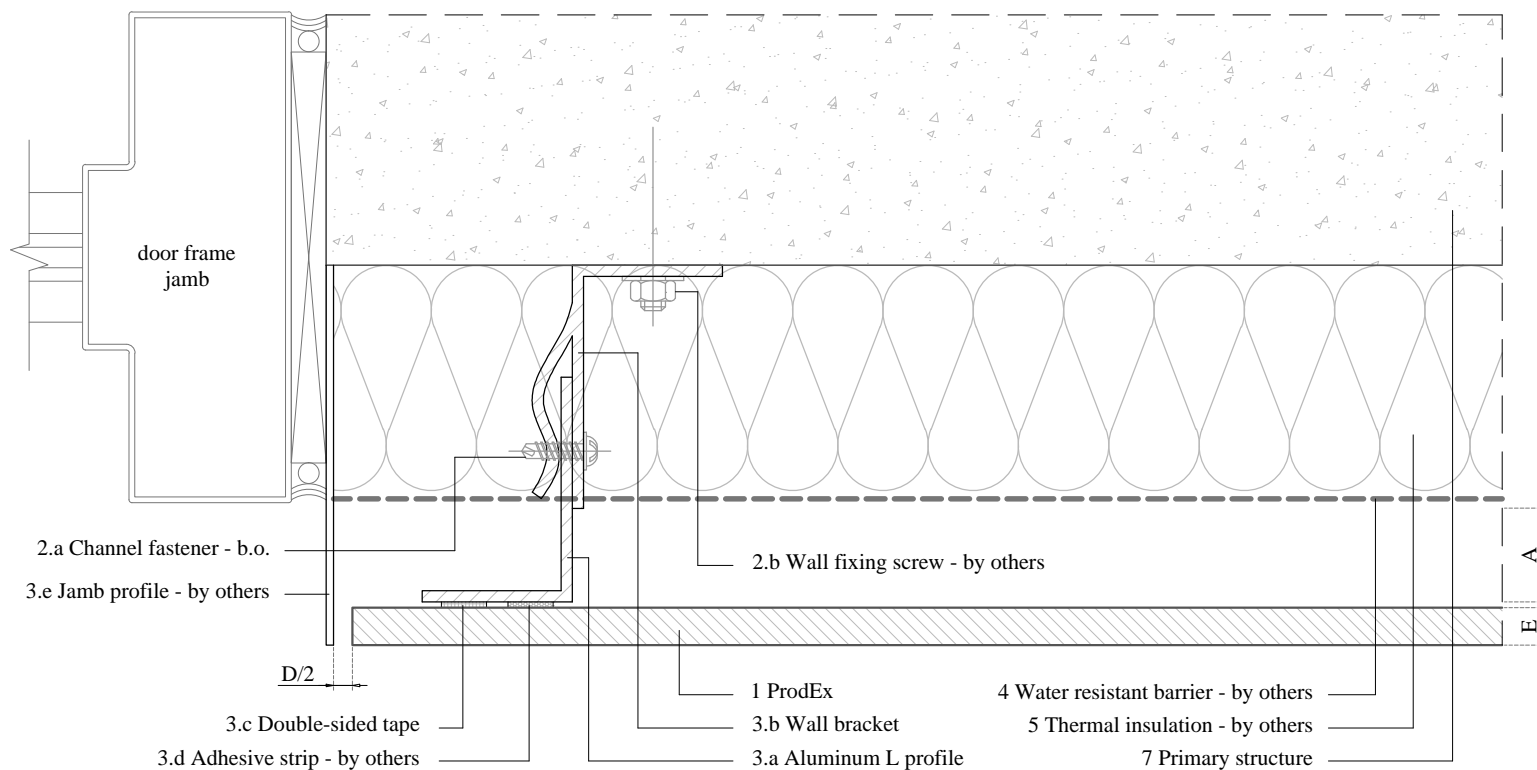 door frame
jamb
2.a Channel fastener - b.o.
3.e Jamb profile - by others
2.b Wall fixing screw - by others
A
E
D/2
1 ProdEx
4 Water resistant barrier - by others
3.c Double-sided tape
3.b Wall bracket
5 Thermal insulation - by others
3.d Adhesive strip - by others
3.a Aluminum L profile
7 Primary structure